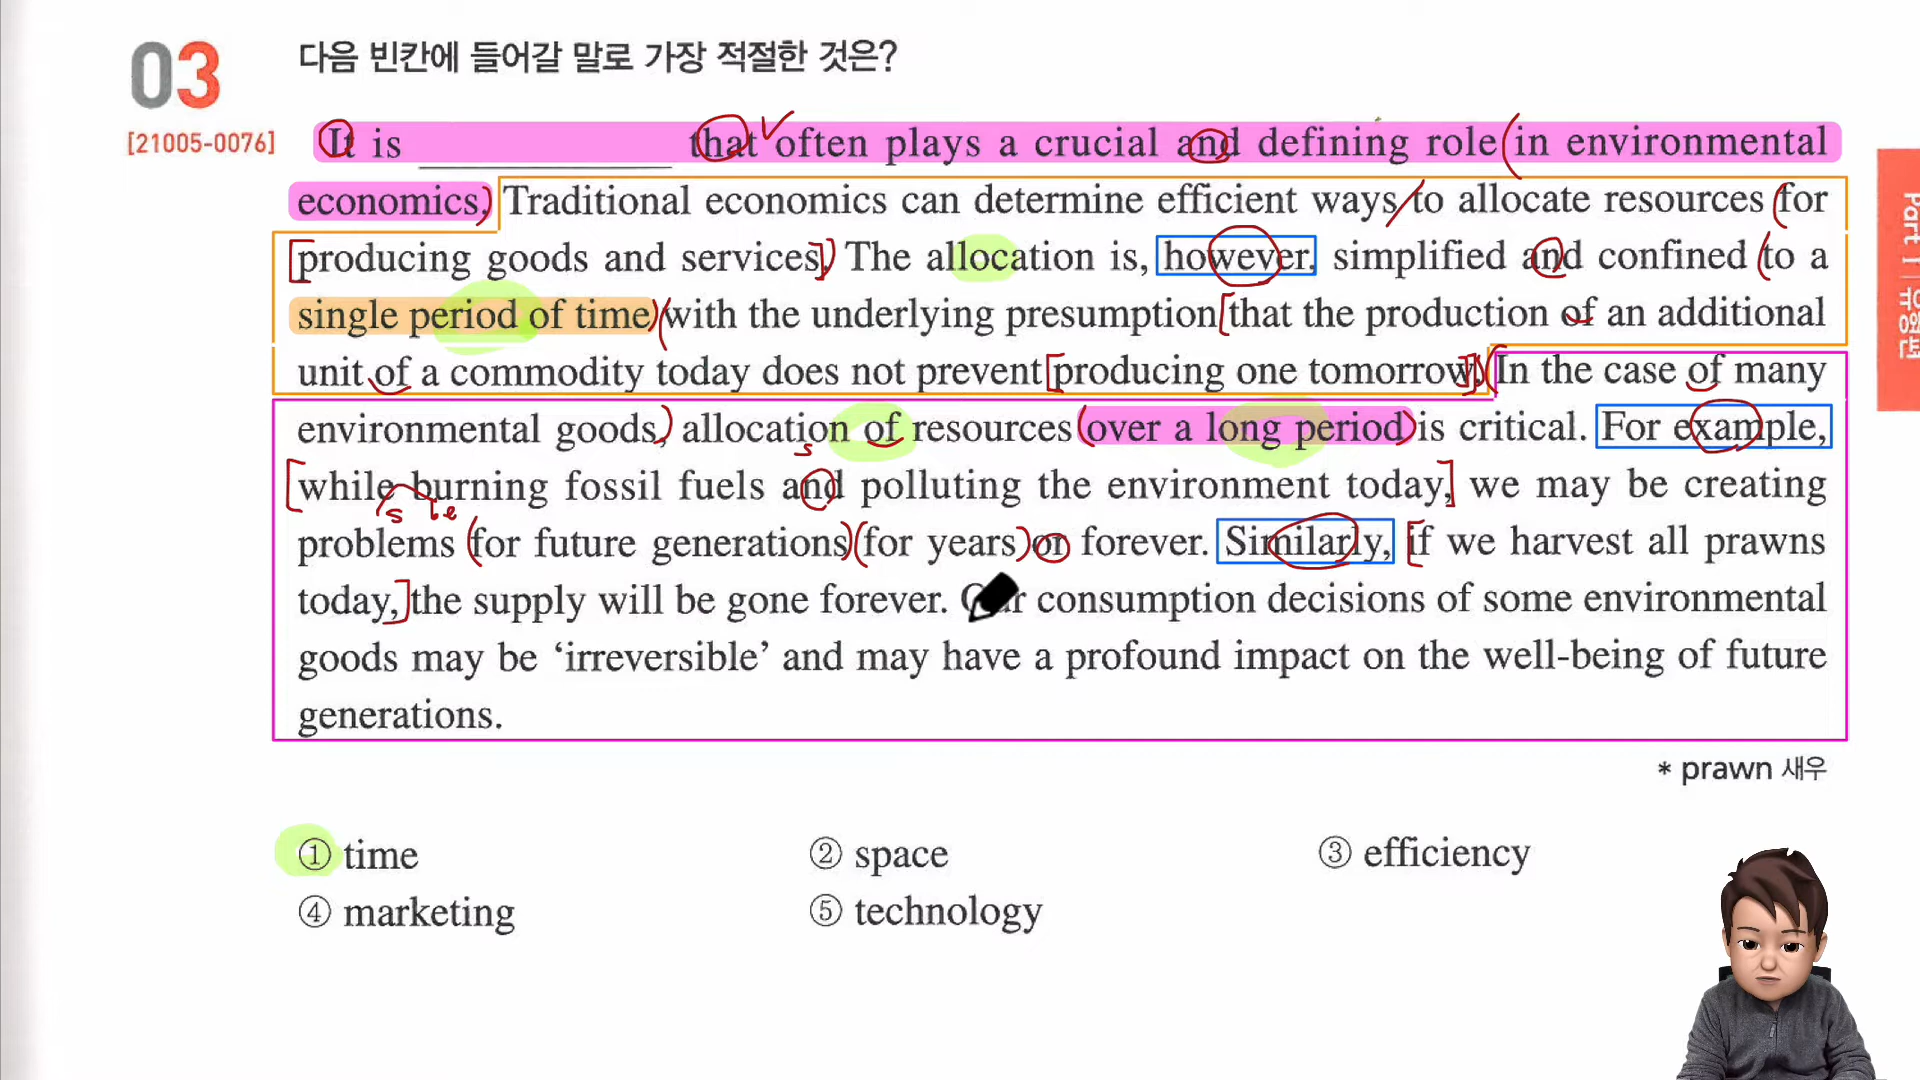 03
다음 빈칸에 들어갈 말로 가장 적절한 것은?
[21005-0076]
It is ____________ that often plays a crucial and defining role in environmental
economics. Traditional economics can determine efficient ways to allocate resources for
producing goods and services. The allocation is, however, simplified and confined to a
single period of time with the underlying presumption that the production of an additional
unit of a commodity today does not prevent producing one tomorrow. In the case of many
environmental goods, allocation of resources over a long period is critical. For example,
while burning fossil fuels and polluting the environment today, we may be creating
s be s
problems for future generations for years or forever. Similarly, if we harvest all prawns
today, the supply will be gone forever. Our consumption decisions of some environmental
goods may be ‘irreversible’ and may have a profound impact on the well-being of future
generations.
* prawn 새우
① time
② space
③ efficiency
④ marketing
⑤ technology
Part 1